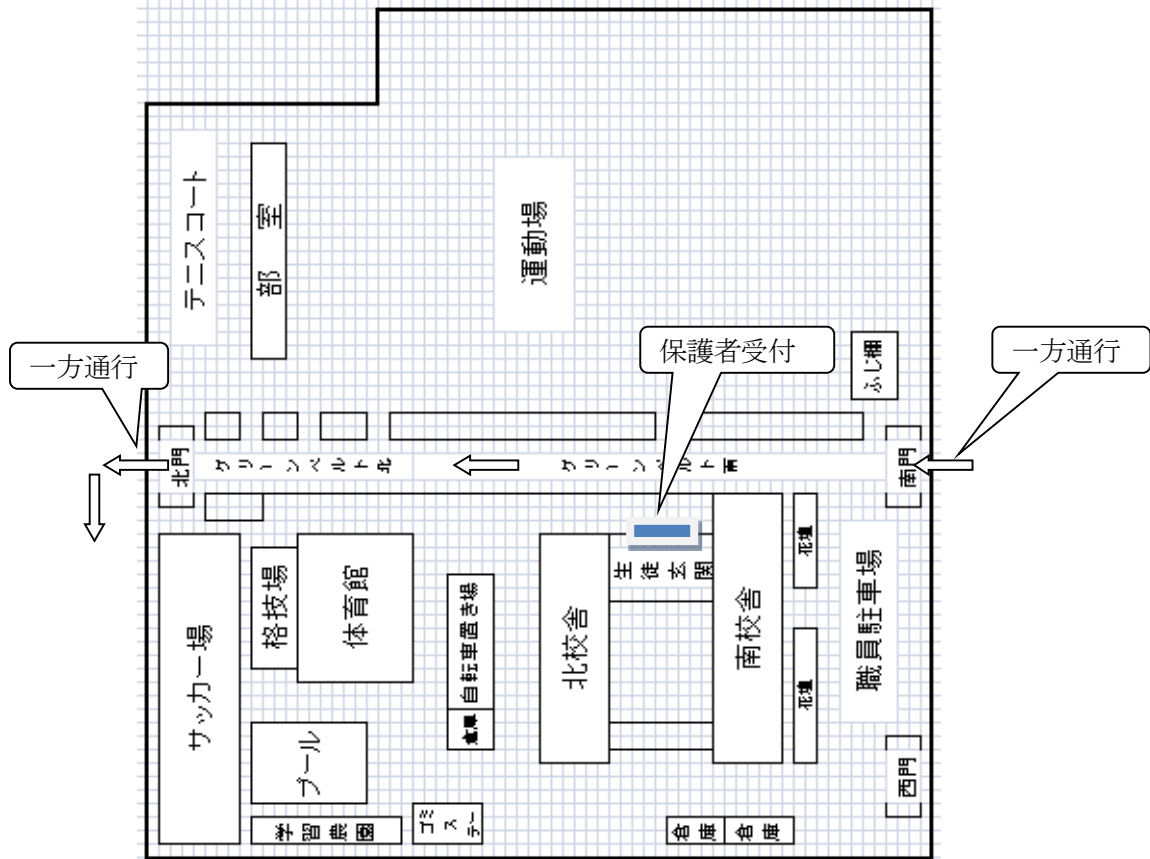 テニスコート
部室
運動場
一方通行
保護者受付
一方通行
ふじ棚
北門
グリーンベルト北
グリーンベルト南
南門
サッカー場
格技場
体育館
自転車置き場
倉庫
北校舎
生徒玄関
南校舎
花壇
花壇
職員駐車場
プール
西門
学習農園
ゴミステー
倉庫
倉庫